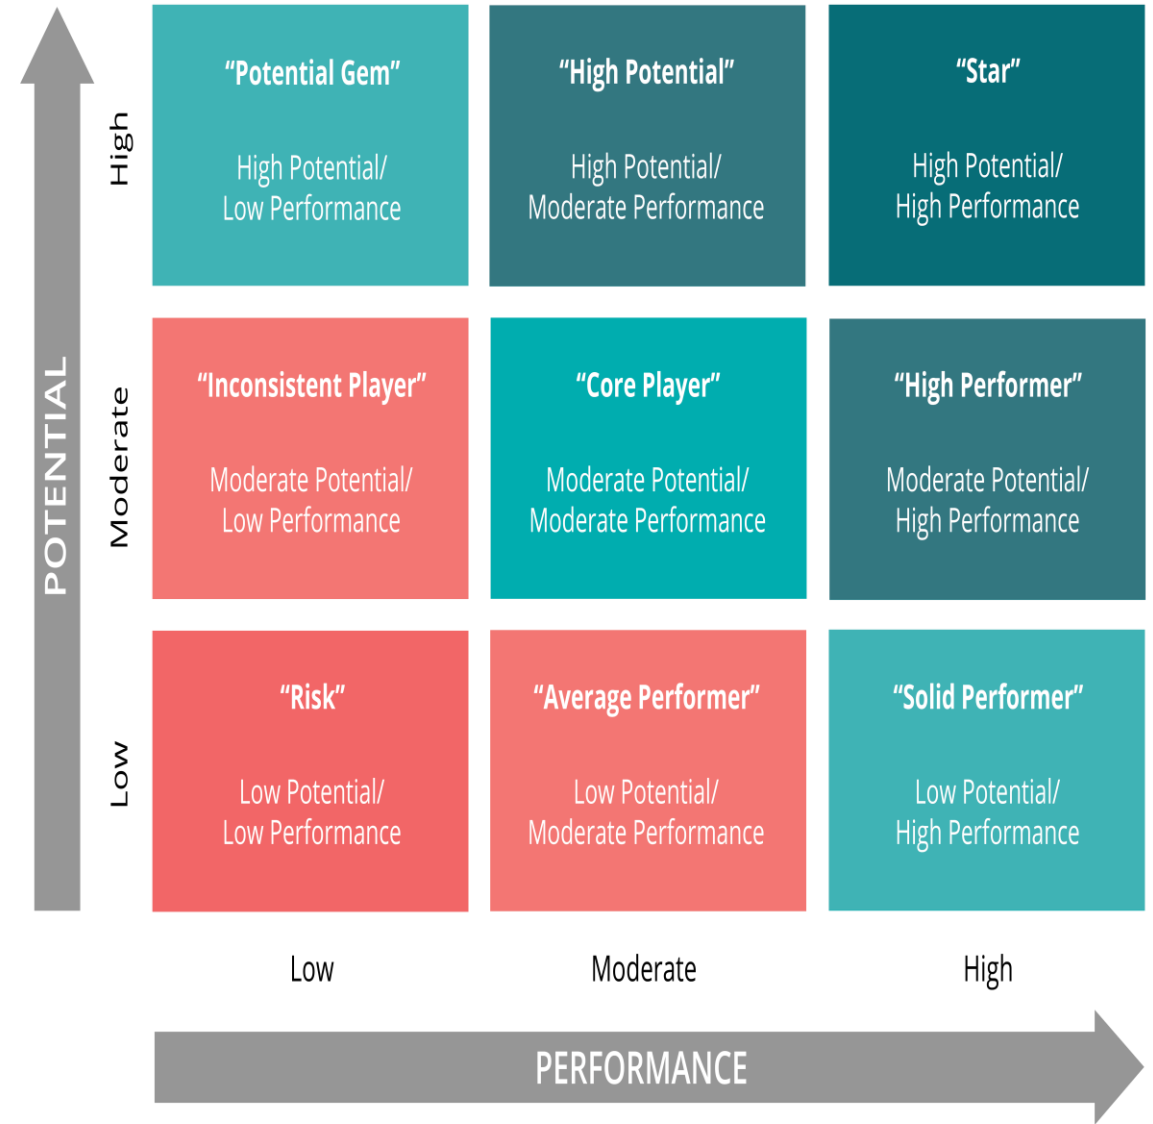 POTENTIAL
High
“Potential Gem”
High Potential/
Low Performance
“High Potential”
High Potential/
Moderate Performance
“Star”
High Potential/
High Performance
Moderate
“Inconsistent Player”
Moderate Potential/
Low Performance
“Core Player”
Moderate Potential/
Moderate Performance
“High Performer”
Moderate Potential/
High Performance
Low
“Risk”
Low Potential/
Low Performance
“Average Performer”
Low Potential/
Moderate Performance
“Solid Performer”
Low Potential/
High Performance
Low
Moderate
High
PERFORMANCE